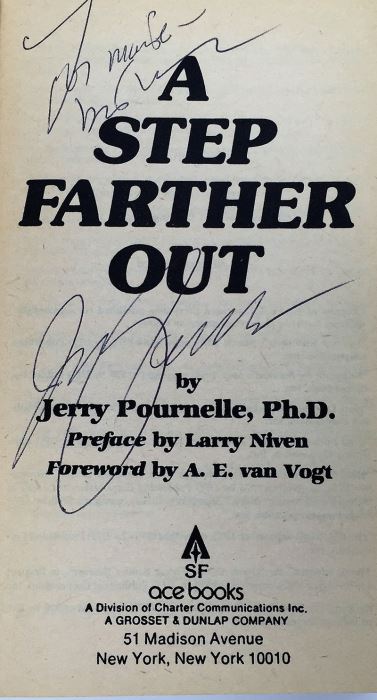 A
STEP
FARTHER
OUT
by
Jerry Pournelle, Ph.D.
Preface by Larry Niven
Foreword by A. E. van Vogt
SF
ace books
A Division of Charter Communications Inc.
A GROSSET & DUNLAP COMPANY
51 Madison Avenue
New York, New York 10010